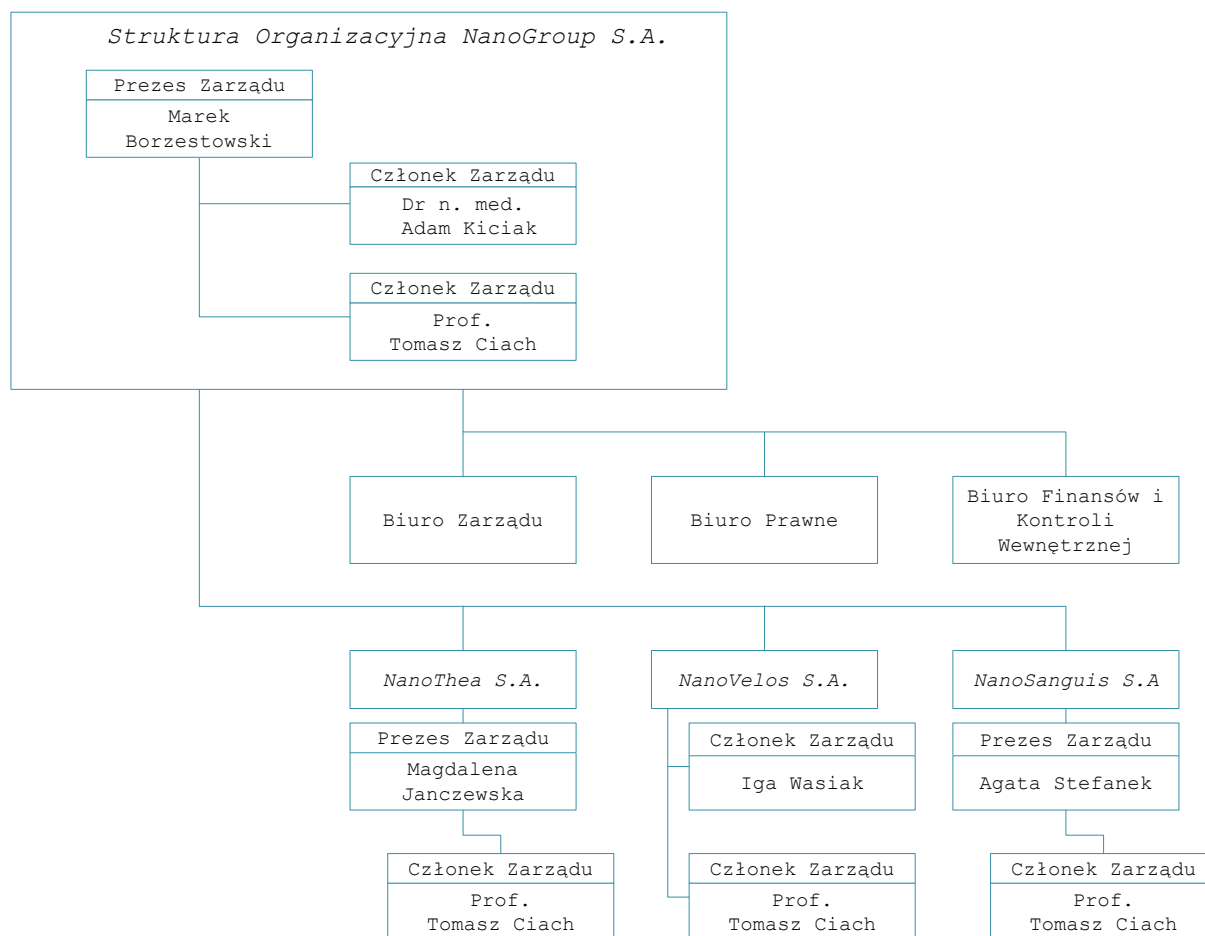 Struktura Organizacyjna NanoGroup S.A.
Prezes Zarządu
Marek
Borzestowski
Członek Zarządu
Dr n. med.
Adam Kiciak
Członek Zarządu
Prof.
Tomasz Ciach
Biuro Zarządu
Biuro Prawne
Biuro Finansów i
Kontroli
Wewnętrznej
NanoThea S.A.
NanoVelos S.A.
NanoSanguis S.A
Prezes Zarządu
Magdalena
Janczewska
Członek Zarządu
Iga Wasiak
Prezes Zarządu
Agata Stefanek
Członek Zarządu
Prof.
Tomasz Ciach
Członek Zarządu
Prof.
Tomasz Ciach
Członek Zarządu
Prof.
Tomasz Ciach